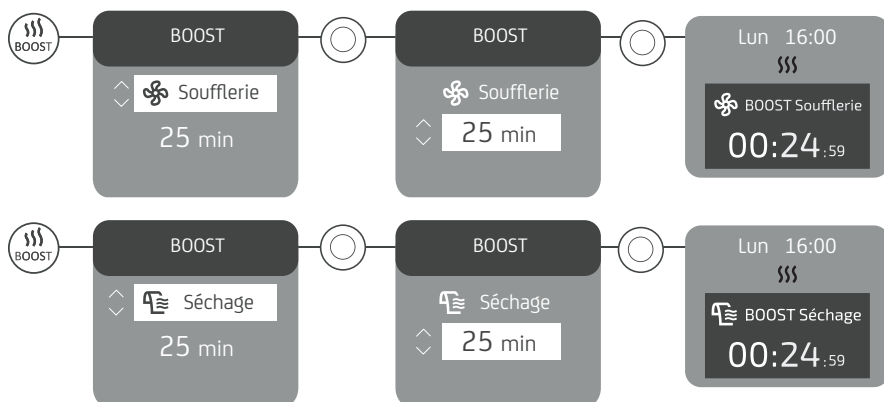 BOOST
BOOST
Soufflerie
25 min
BOOST
Soufflerie
25 min
Lun 16:00
BOOST Soufflerie
00:24:59
BOOST
BOOST
Séchage
25 min
BOOST
Séchage
25 min
Lun 16:00
BOOST Séchage
00:24:59